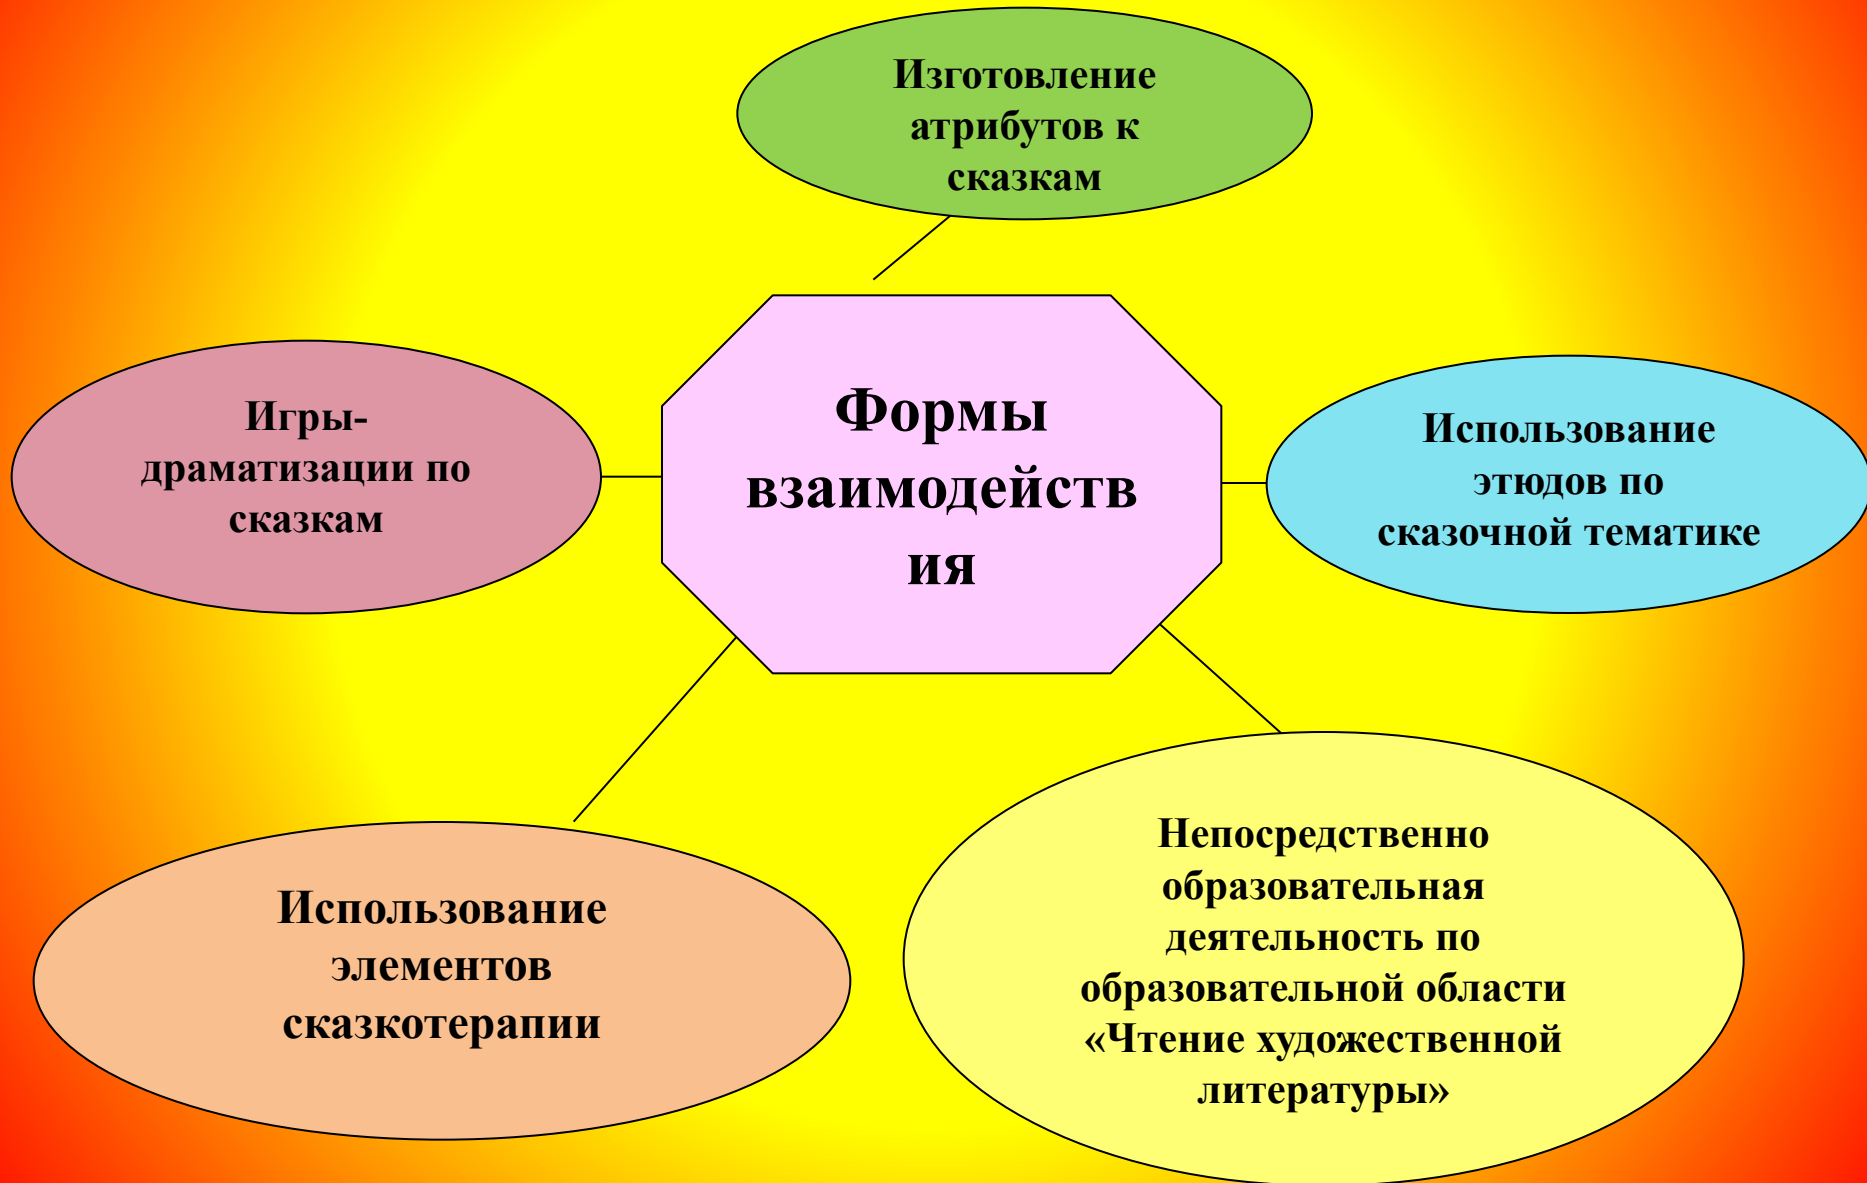 Изготовление
атрибутов к
сказкам
Игры-
драматизации по
сказкам
Формы
взаимодейств
ия
Использование
этюдов по
сказочной тематике
Использование
элементов
сказкотерапии
Непосредственно
образовательная
деятельность по
образовательной области
«Чтение художественной
литературы»